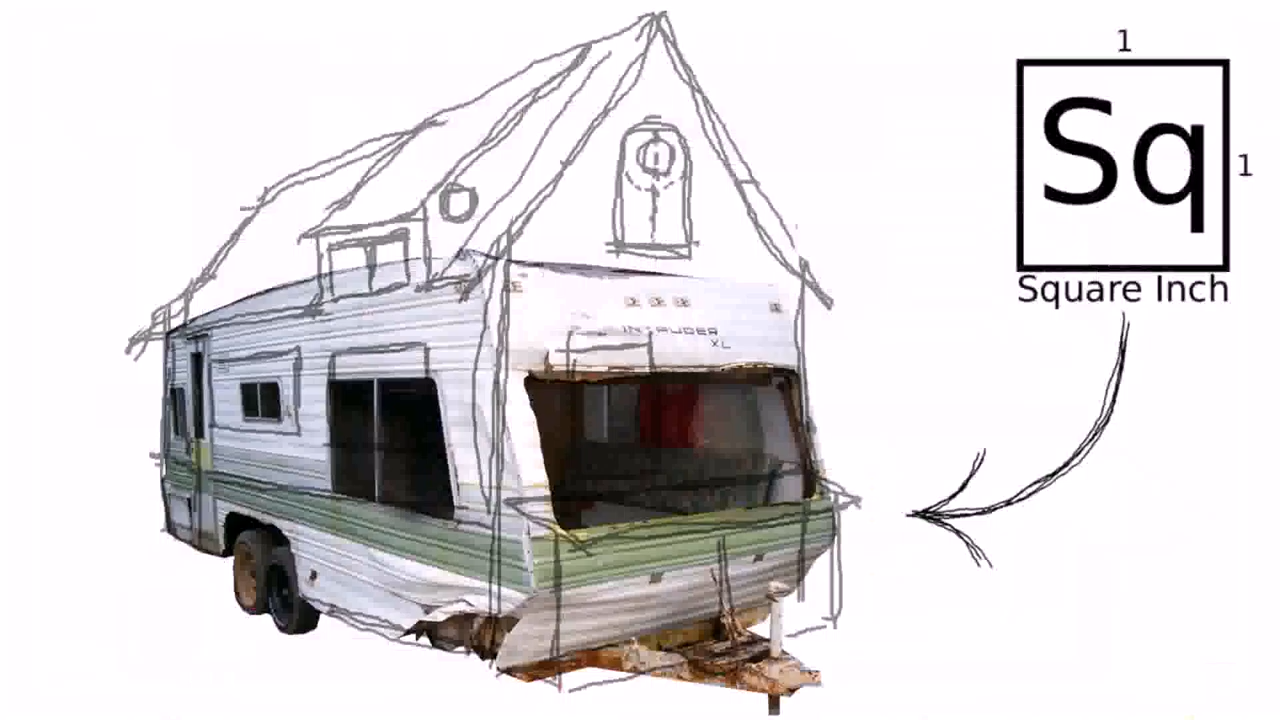 1
Sq
1
Square Inch
INTRUDER
XL